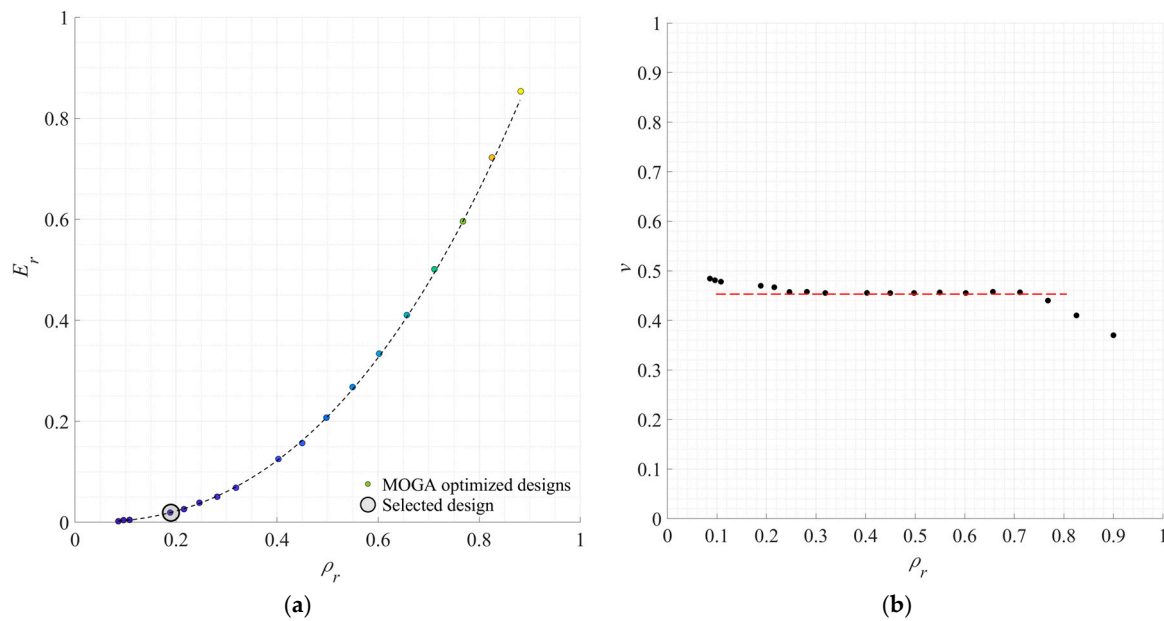 1
0.8
0.6
0.4
0.2
0
E_r
0 0.2 0.4 0.6 0.8 1
ρ_r
MOGA optimized designs
Selected design
(a)
1
0.9
0.8
0.7
0.6
0.5
0.4
0.3
0.2
0.1
0
ν
0 0.1 0.2 0.3 0.4 0.5 0.6 0.7 0.8 0.9 1
ρ_r
(b)